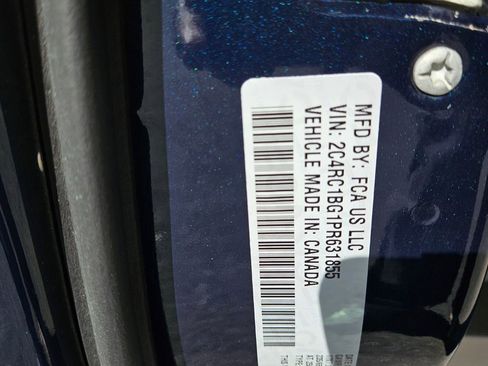 MFD BY: FCA US LLC
VIN: 2C4RC1BG1PR631855
VEHICLE MADE IN: CANADA